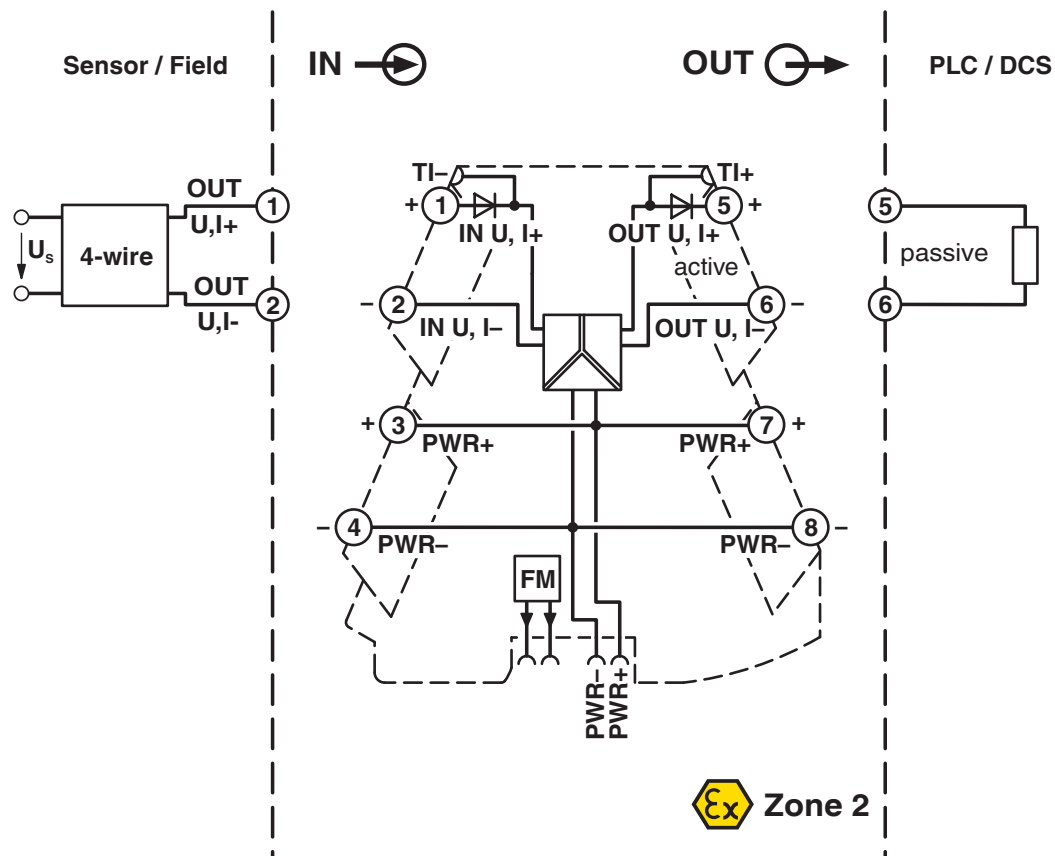 Sensor / Field
IN
OUT
PLC / DCS
TI–
TI+
OUT
1
U,I+
+
1
5
+
5
IN U, I+
OUT U, I+
Us
4-wire
active
passive
OUT
2
U,I-
–
2
6
–
6
IN U, I–
OUT U, I–
+
3
7
+
PWR+
PWR+
–
4
8
–
PWR–
PWR–
FM
PWR–
PWR+
Ex
Zone 2